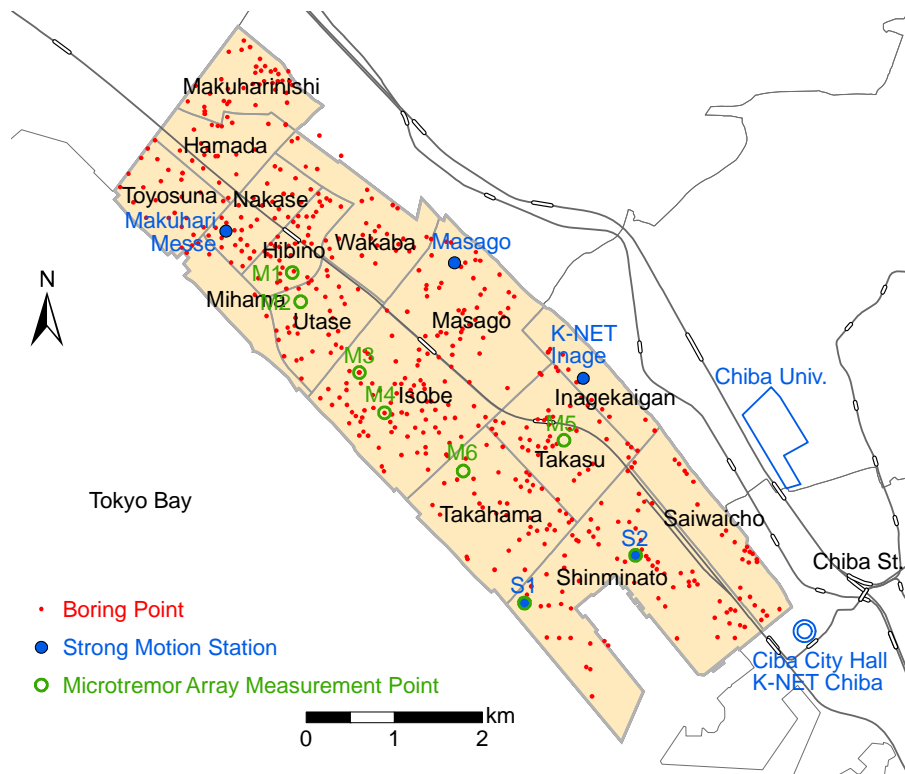 Makuharinishi
Hamada
Toyosuna
Nakase
Makuhari
Messe
Wakaba
Masago
Hibino
M1
N
Mihama
M2
Utase
Masago
K-NET
Inage
M3
Chiba Univ.
M4
Isobe
Inagekaigan
M5
M6
Takasu
Tokyo Bay
Takahama
Saiwaicho
S2
Chiba St.
S1
Shinminato
Boring Point
Strong Motion Station
Ciba City Hall
K-NET Chiba
Microtremor Array Measurement Point
km
0 1 2